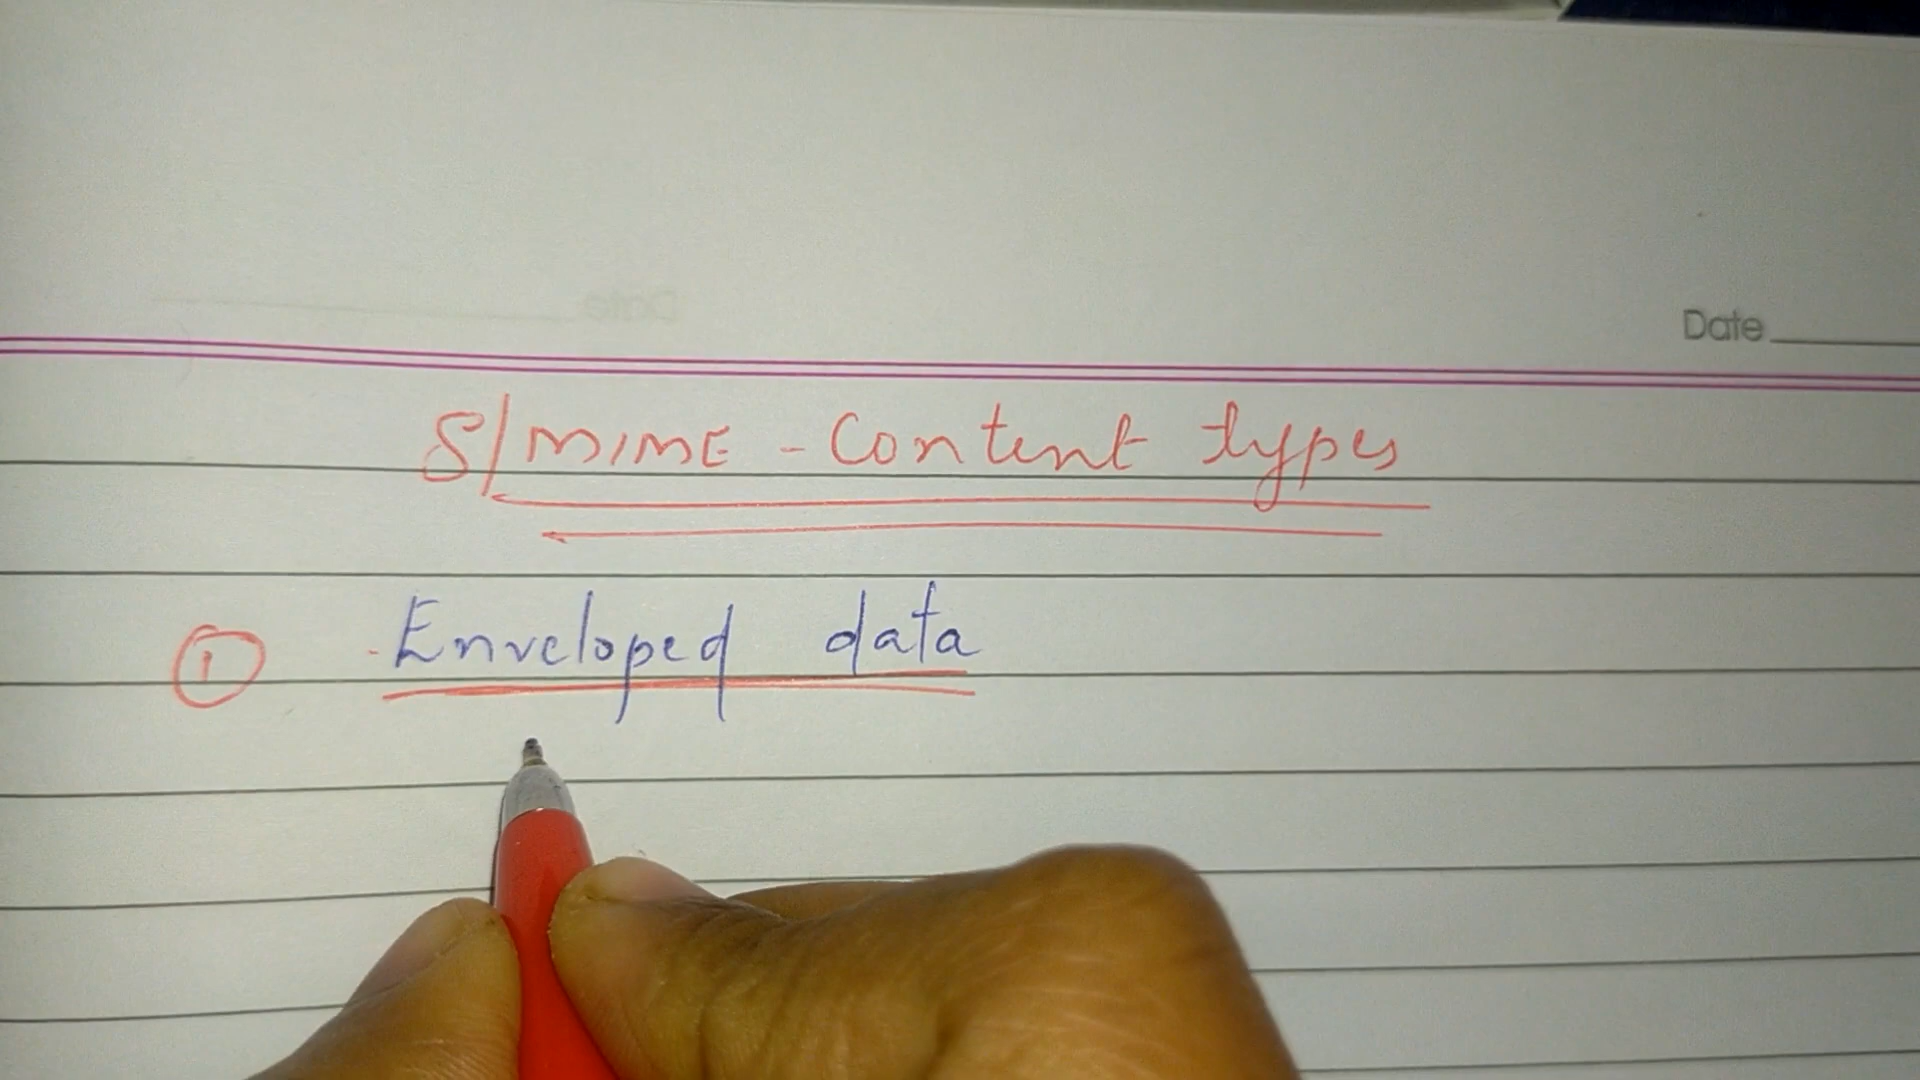 Date
S/MIME - Content types
① Enveloped data